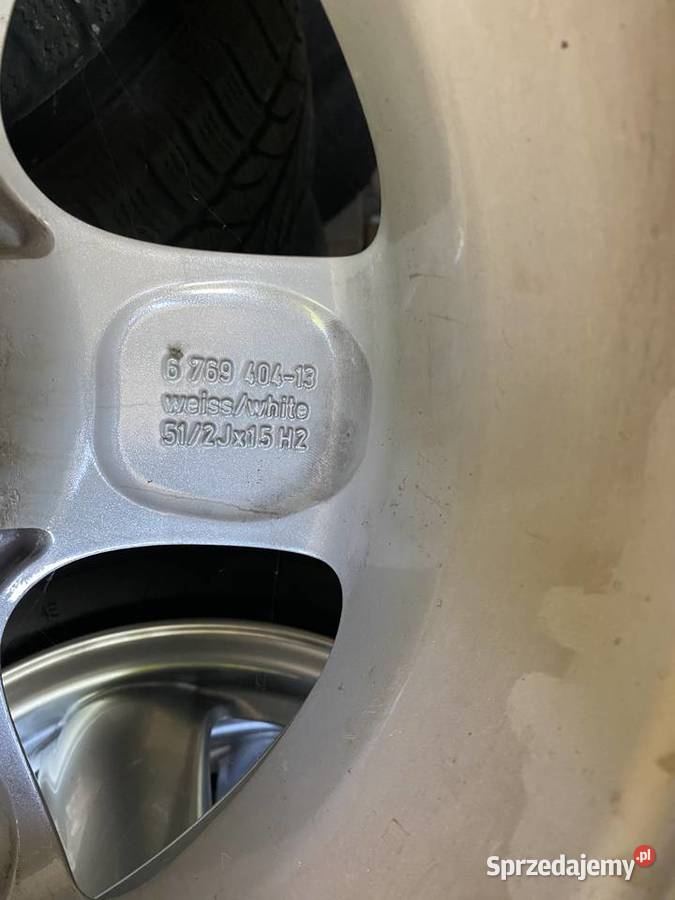 6 769 404-13
weiss/white
51/2Jx15 H2
Sprzedajemy.pl